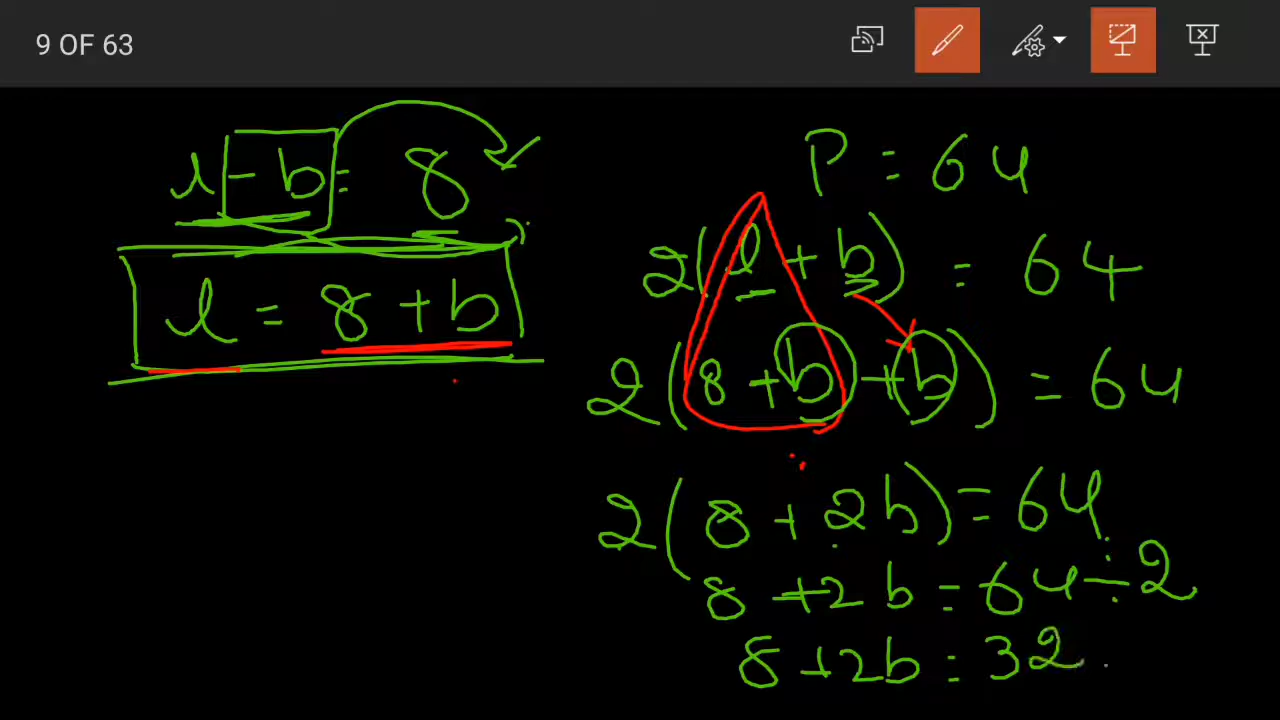 9 OF 63
l - b = 8
l = 8 + b
P = 64
2(l + b) = 64
2(8 + b + b) = 64
2(8 + 2b) = 64
8 + 2b = 64 ÷ 2
8 + 2b = 32